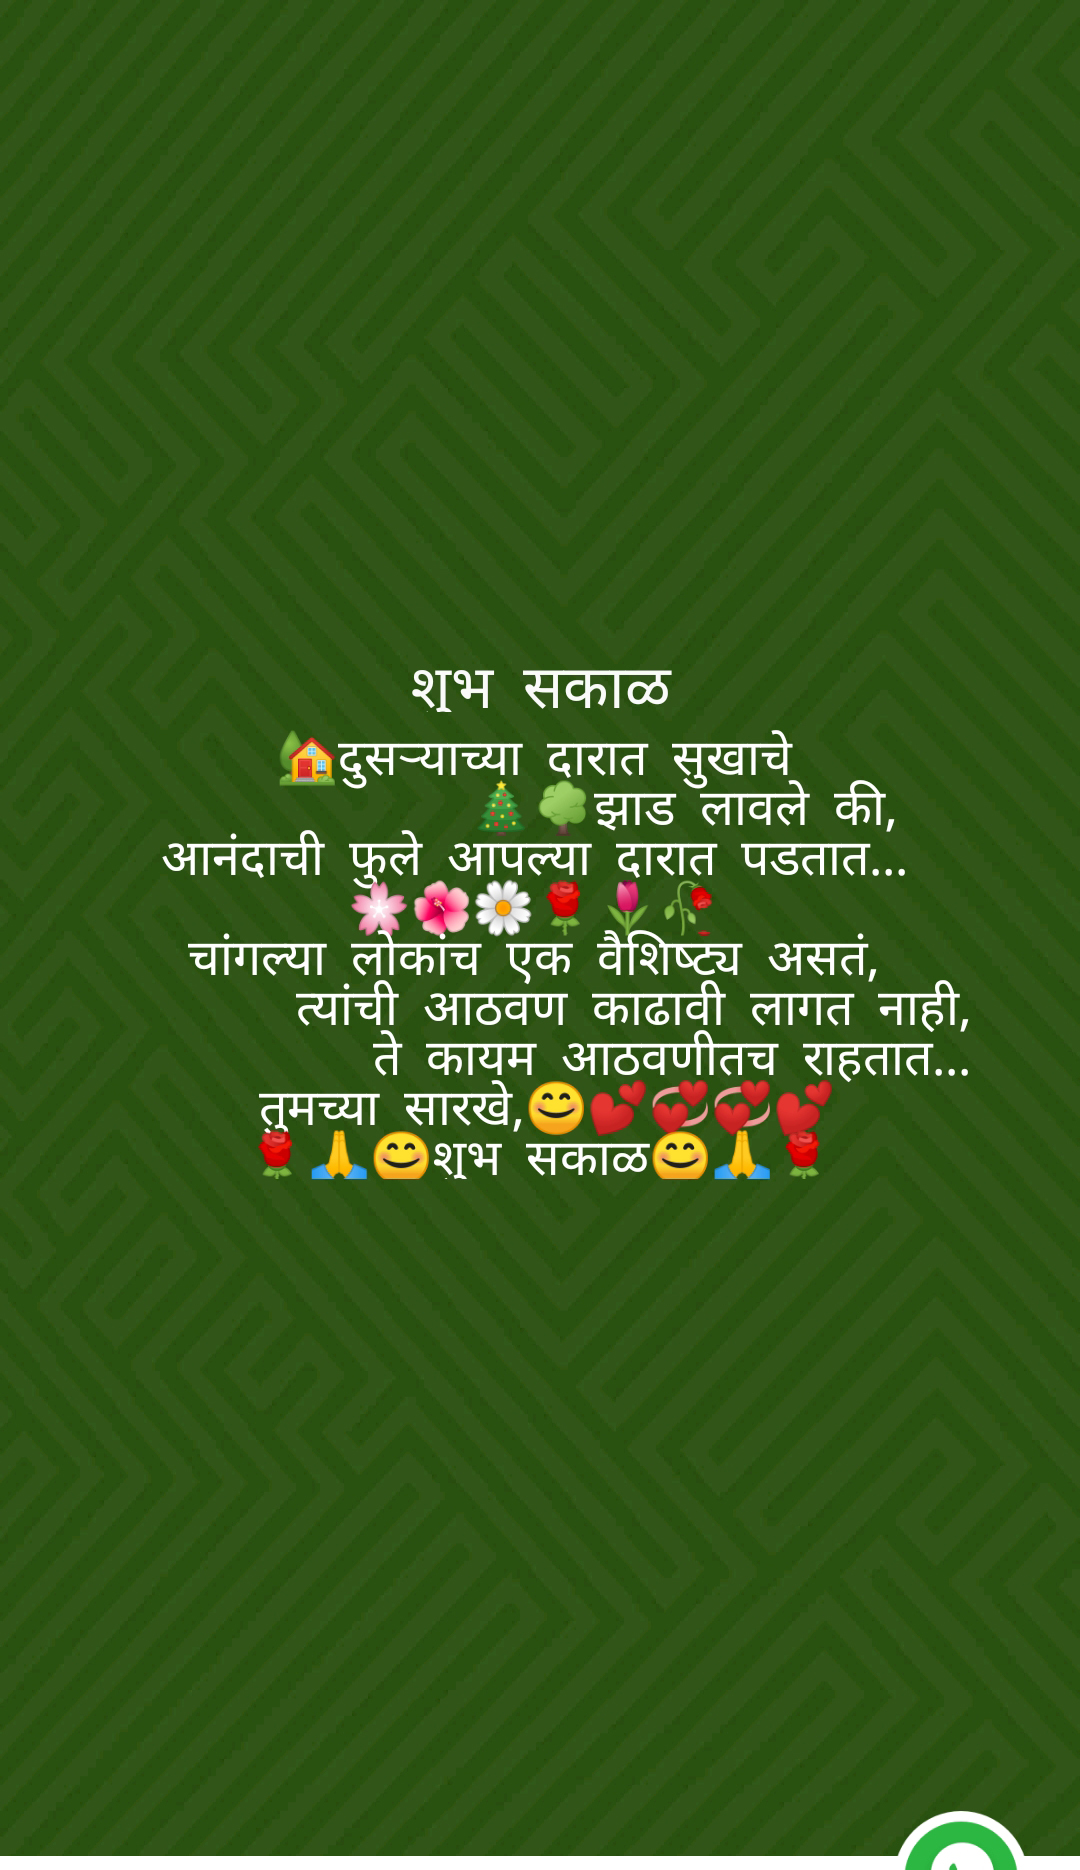 शुभ सकाळ
🏡दुसऱ्याच्या दारात सुखाचे
🎄🌳झाड लावले की,
आनंदाची फुले आपल्या दारात पडतात...
🌸🌺🌼🌹🌷🥀
चांगल्या लोकांच एक वैशिष्ट्य असतं,
त्यांची आठवण काढावी लागत नाही,
ते कायम आठवणीतच राहतात...
तुमच्या सारखे,😊💕💞💞💕
🌹🙏😊शुभ सकाळ😊🙏🌹